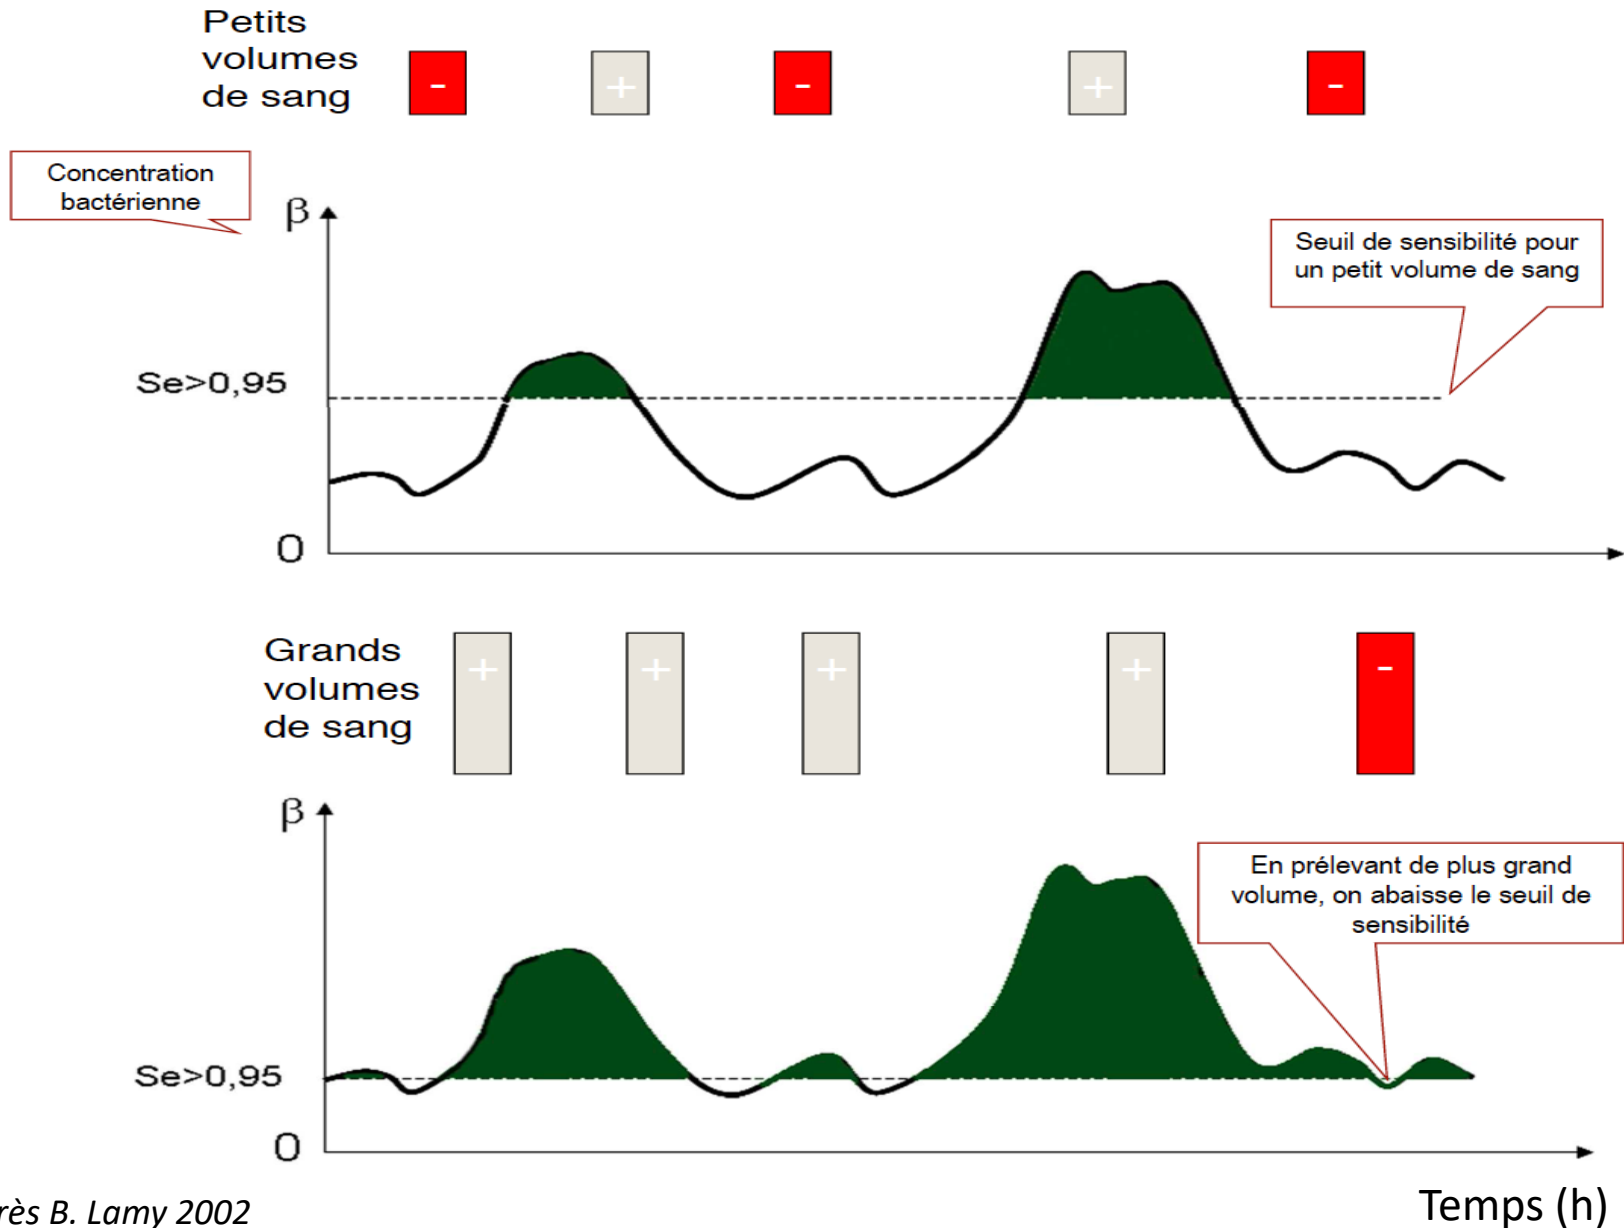 Petits
volumes
de sang
- + - + -
Concentration
bactérienne
β
Seuil de sensibilité pour
un petit volume de sang
Se>0,95
0
Grands
volumes
de sang
+ + + + -
β
En prélevant de plus grand
volume, on abaisse le seuil de
sensibilité
Se>0,95
0
Temps (h)
rès B. Lamy 2002